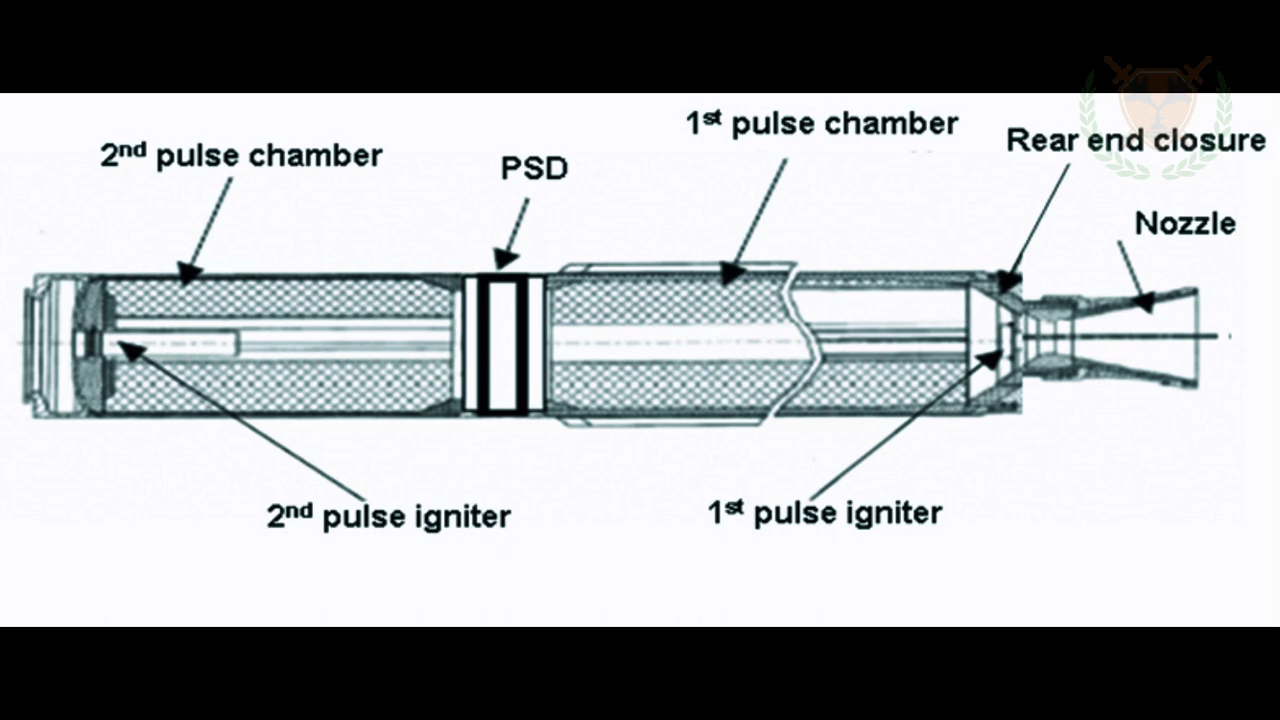 1st pulse chamber
Rear end closure
2nd pulse chamber
PSD
Nozzle
2nd pulse igniter
1st pulse igniter